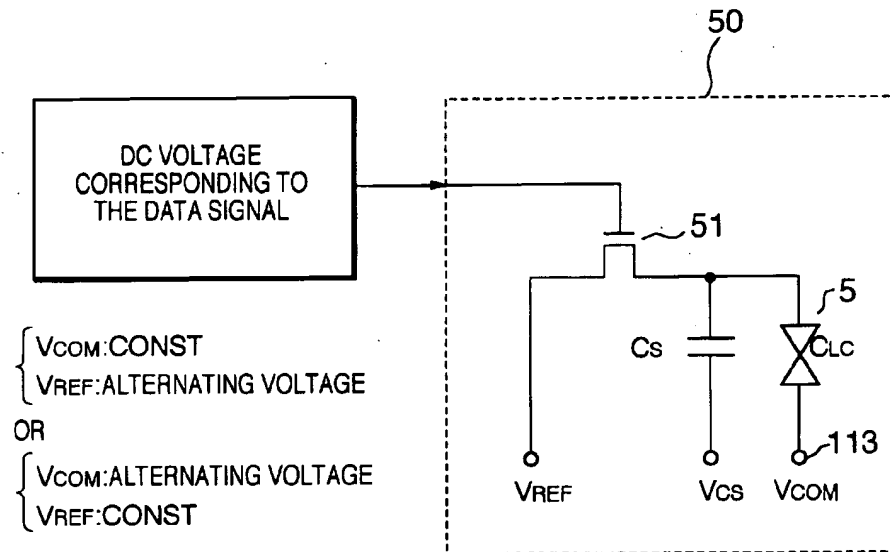 50
DC VOLTAGE
CORRESPONDING TO
THE DATA SIGNAL
51
5
CS
CLC
VCOM:CONST
VREF:ALTERNATING VOLTAGE
OR
VCOM:ALTERNATING VOLTAGE
VREF:CONST
113
VREF
VCS
VCOM